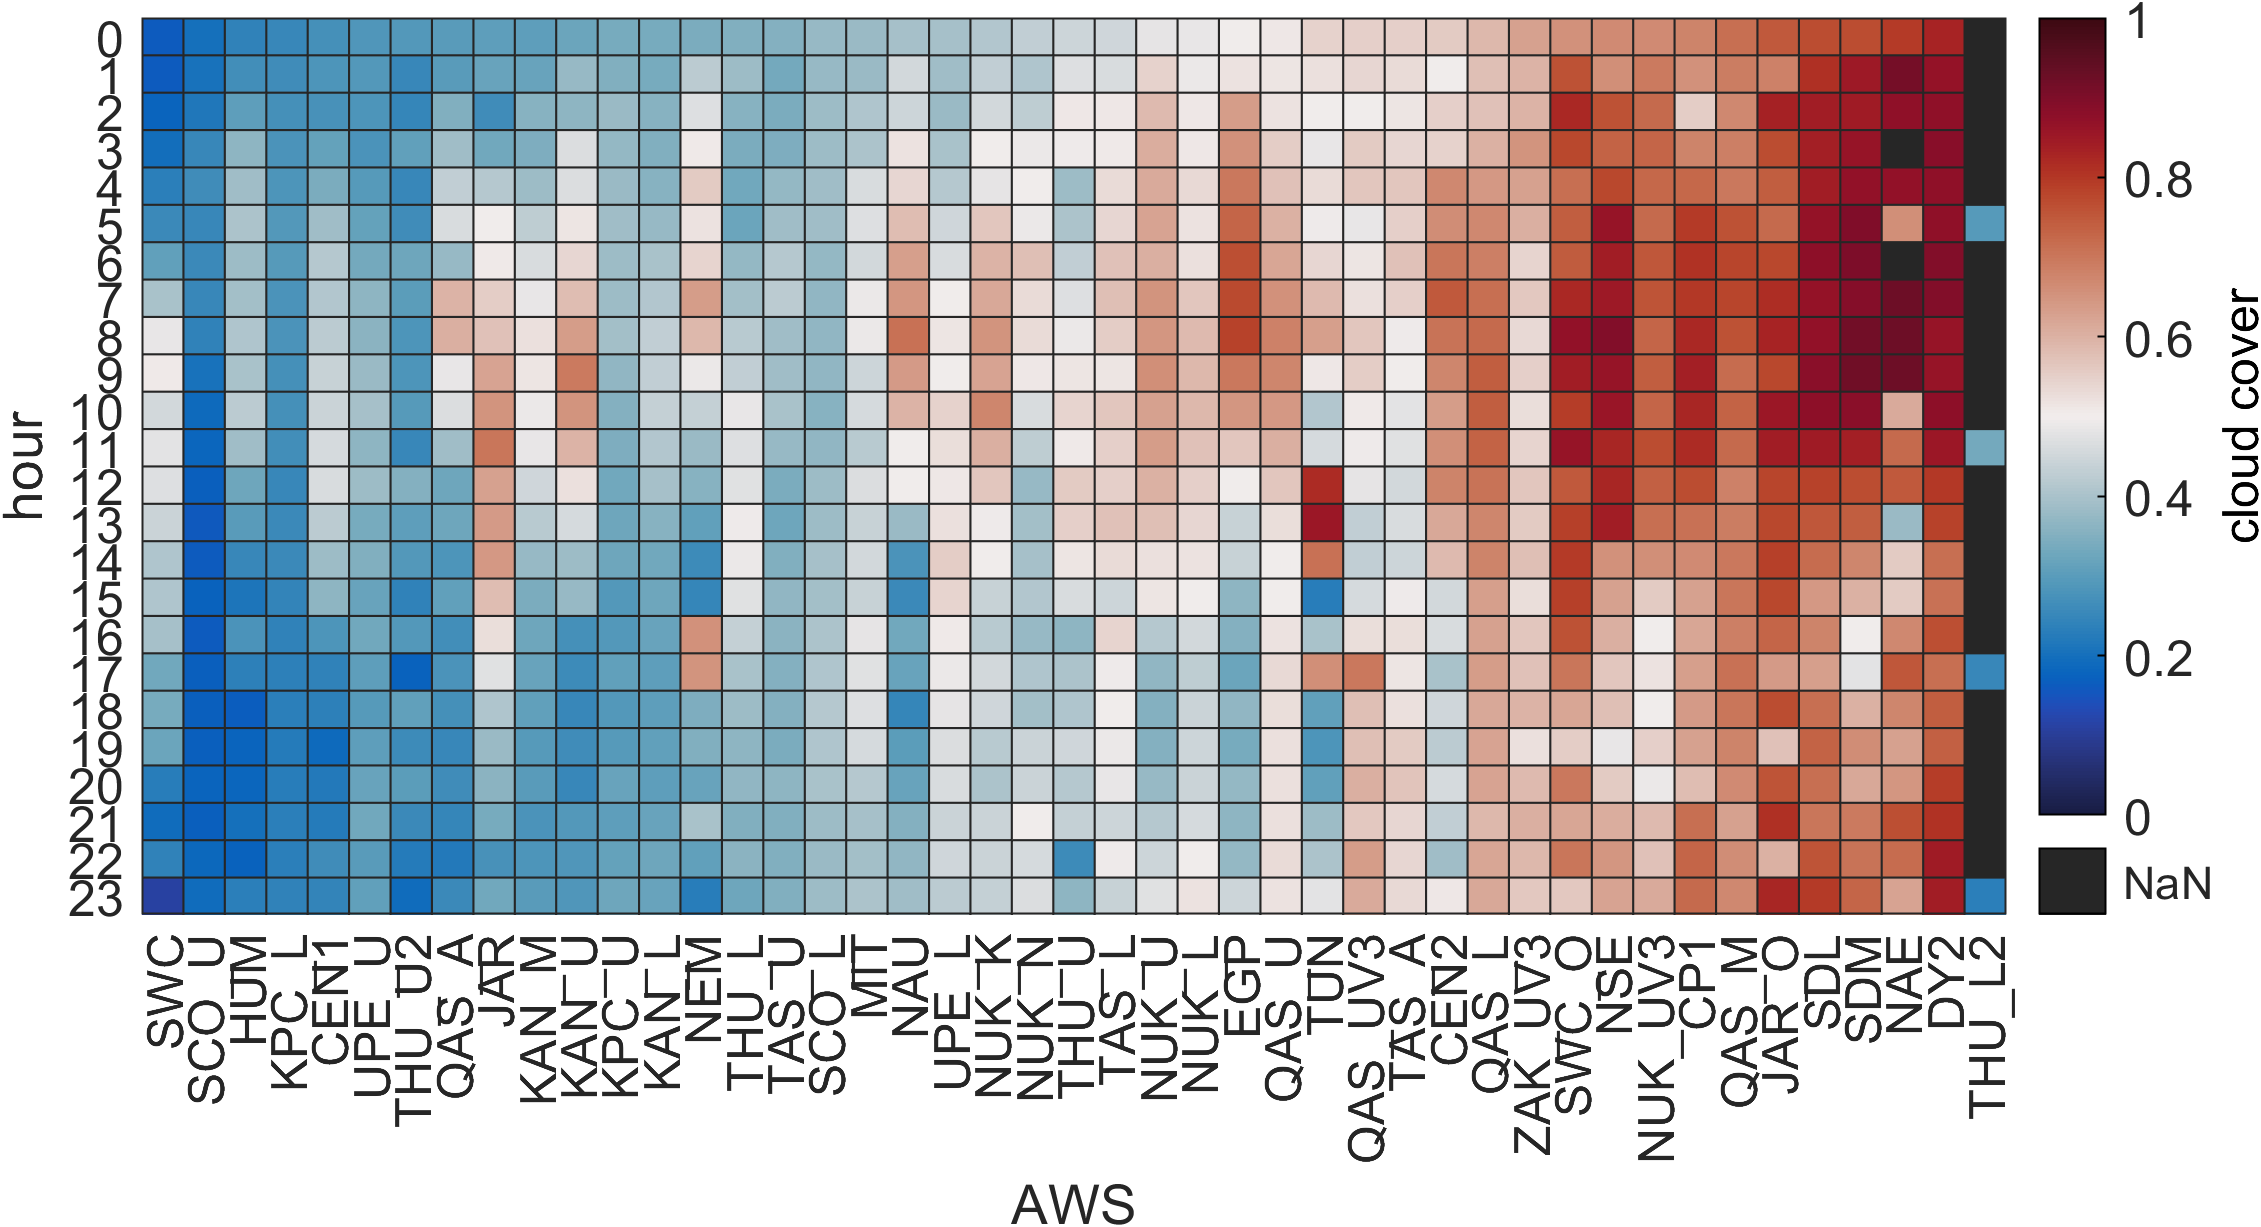 hour
0
1
2
3
4
5
6
7
8
9
10
11
12
13
14
15
16
17
18
19
20
21
22
23
SWC
SCO_U
HUM
KPC_L
CEN1
UPE_U
THU_U2
QAS_A
JAR
KAN_M
KAN_U
KPC_U
KAN_L
NEM
THU_L
TAS_U
SCO_L
MIT
NAU
UPE_L
NUK_K
NUK_N
THU_U
TAS_L
NUK_U
NUK_L
EGP
QAS_U
TUN
QAS_UV3
TAS_A
CEN2
QAS_L
ZAK_UV3
SWC_O
NSE
NUK_UV3
CP1
QAS_M
JAR_O
SDL
SDM
NAE
DY2
THU_L2
AWS
1
0.8
0.6
0.4
0.2
0
NaN
cloud cover